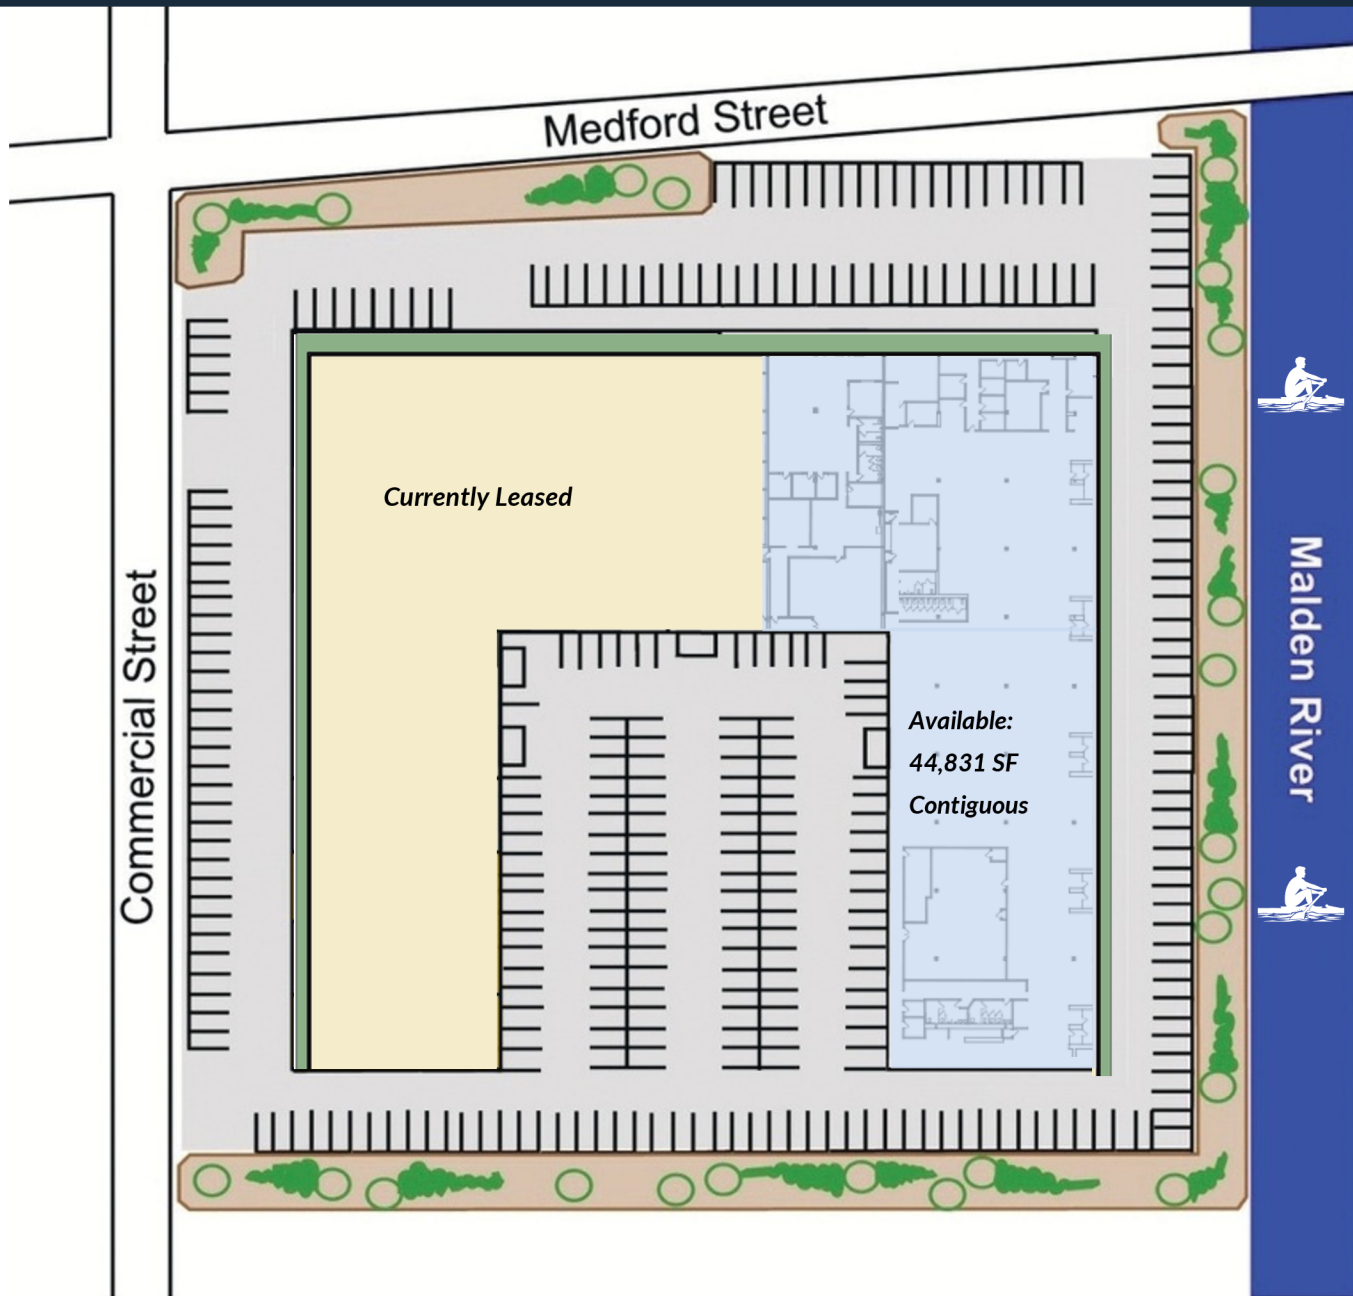 Medford Street
Currently Leased
Commercial Street
Malden River
Available:
44,831 SF
Contiguous